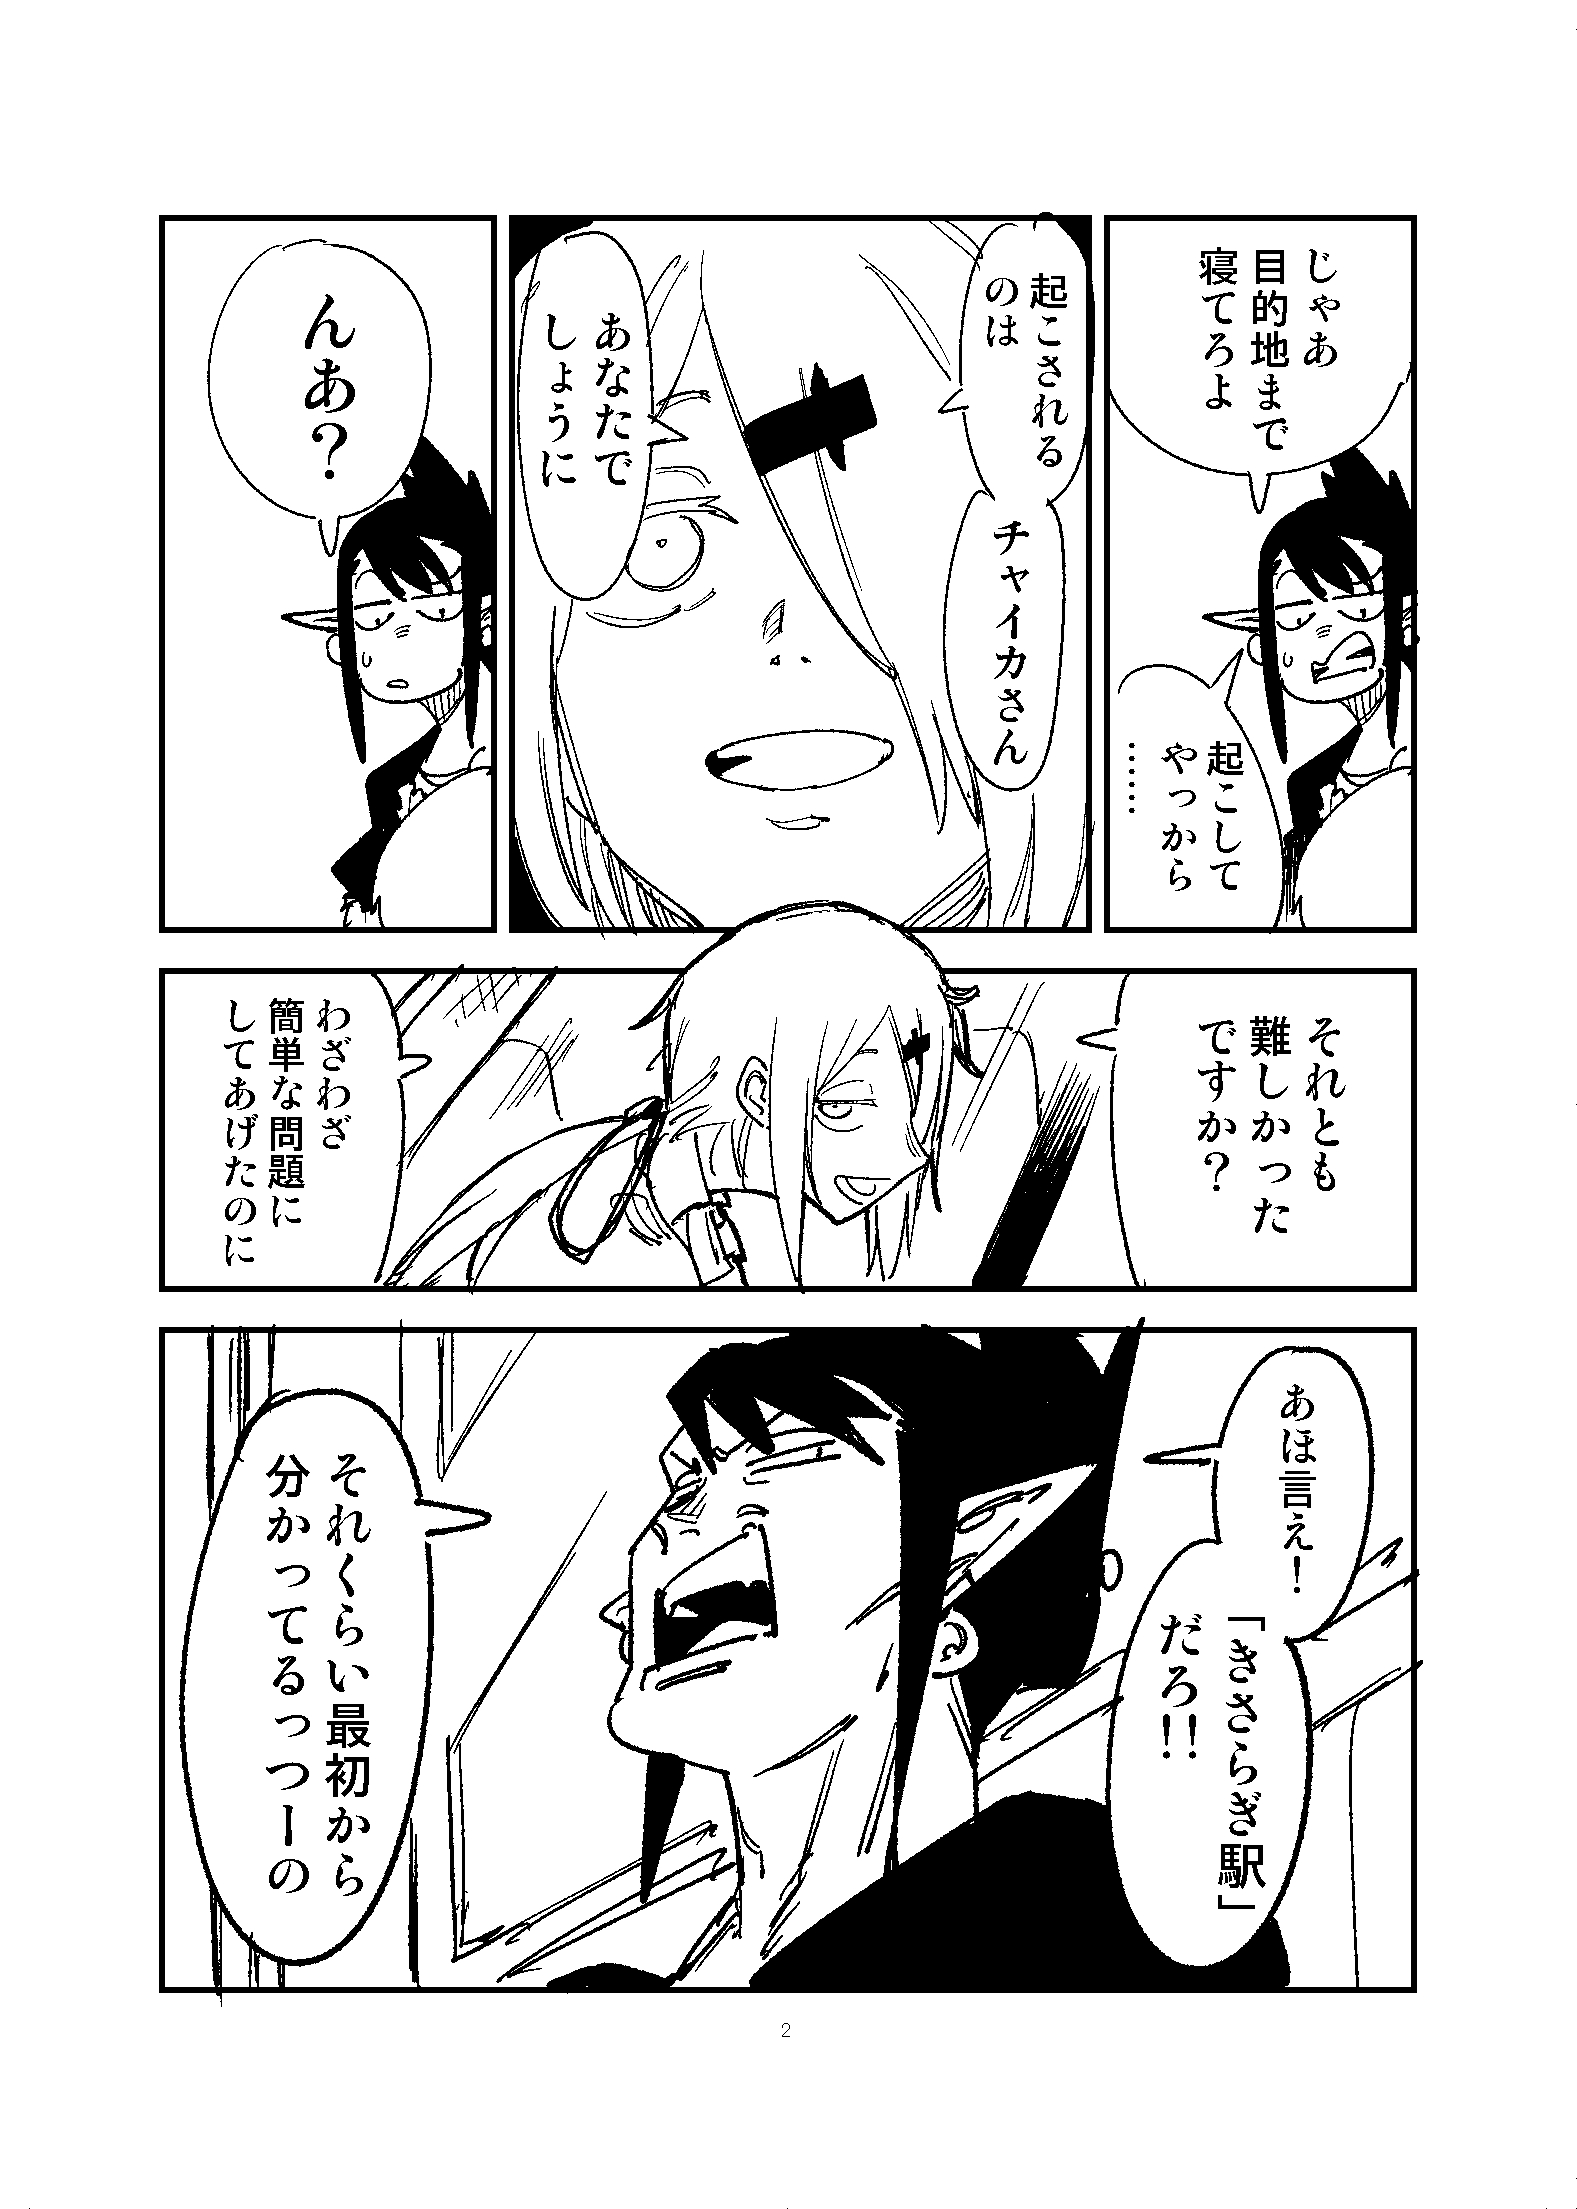 じゃあ
目的地まで
寝てろよ
起こして
やっから
……
起こされる
のは
チャイカさん
あなたで
しょうに
んあ？
それとも
難しかった
ですか？
わざわざ
簡単な問題に
してあげたのに
あほ言え！
「きさらぎ駅」
だろ！！
それくらい最初から
分かってるっつーの
2